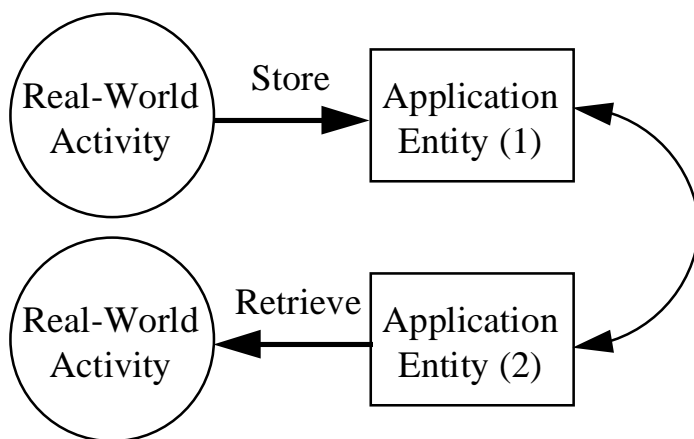 Real-World
Activity
Store
Application
Entity (1)
Real-World
Activity
Retrieve
Application
Entity (2)